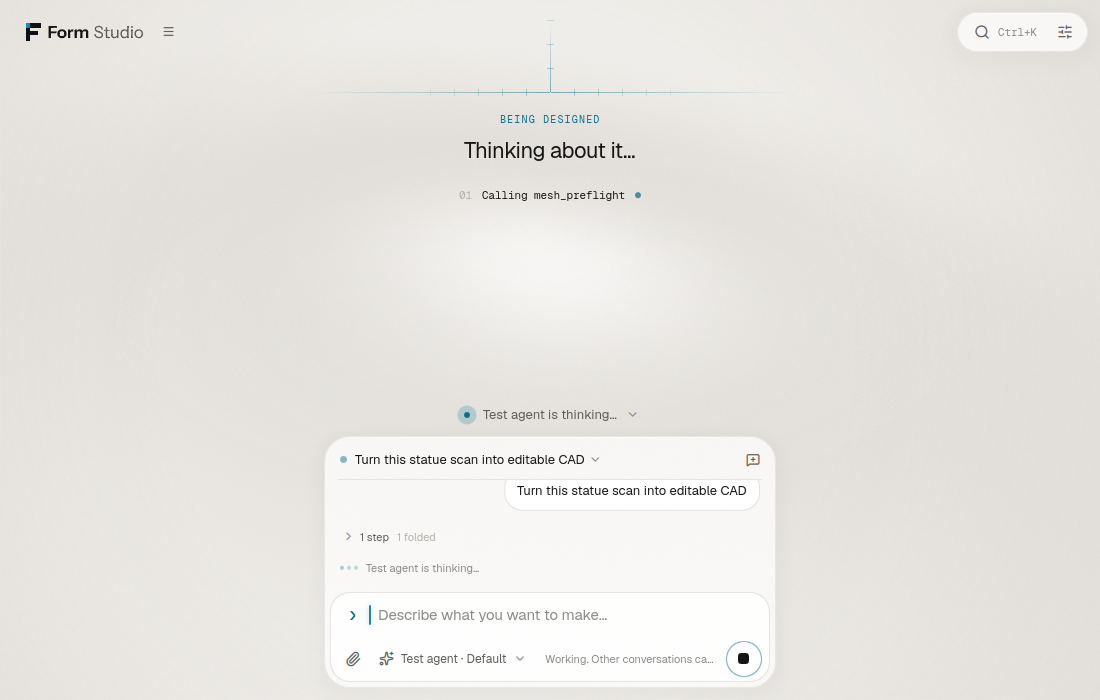 Form Studio
Ctrl+K
BEING DESIGNED
Thinking about it...
01 Calling mesh_preflight
Test agent is thinking...
Turn this statue scan into editable CAD
Turn this statue scan into editable CAD
1 step 1 folded
Test agent is thinking...
Describe what you want to make...
Test agent · Default
Working. Other conversations ca...